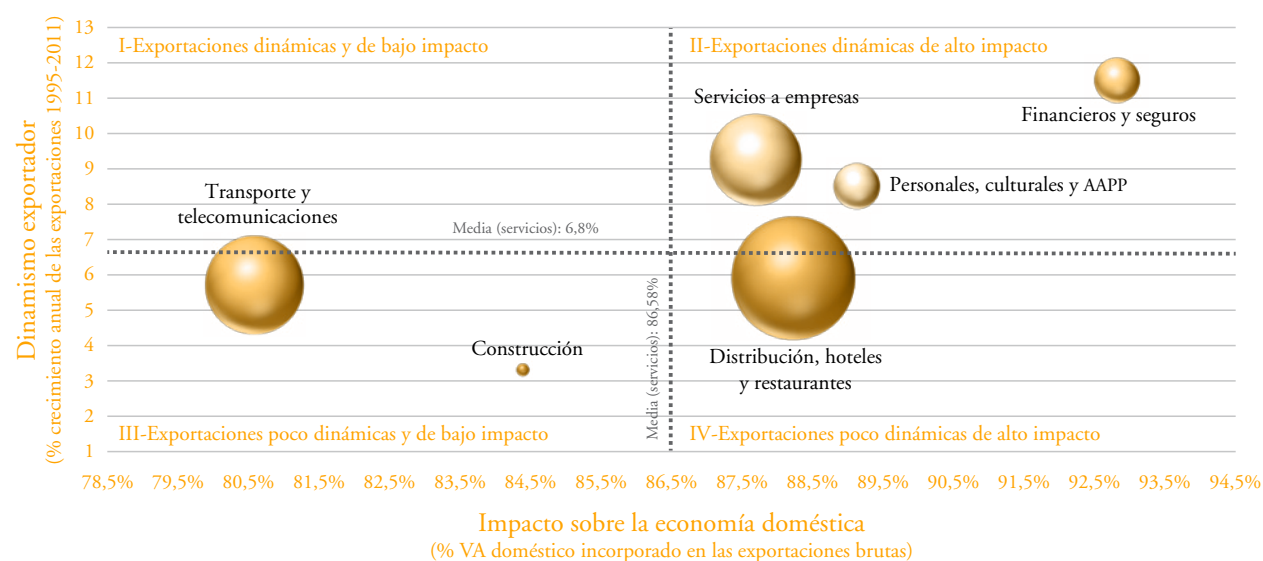 Dinamismo exportador
(% crecimiento anual de las exportaciones 1995-2011)
13
12
11
10
9
8
7
6
5
4
3
2
1
I-Exportaciones dinámicas y de bajo impacto
II-Exportaciones dinámicas de alto impacto
Servicios a empresas
Financieros y seguros
Personales, culturales y AAPP
Transporte y
telecomunicaciones
Media (servicios): 6,8%
Media (servicios): 86,58%
Construcción
Distribución, hoteles
y restaurantes
III-Exportaciones poco dinámicas y de bajo impacto
IV-Exportaciones poco dinámicas de alto impacto
78,5% 79,5% 80,5% 81,5% 82,5% 83,5% 84,5% 85,5% 86,5% 87,5% 88,5% 89,5% 90,5% 91,5% 92,5% 93,5% 94,5%
Impacto sobre la economía doméstica
(% VA doméstico incorporado en las exportaciones brutas)